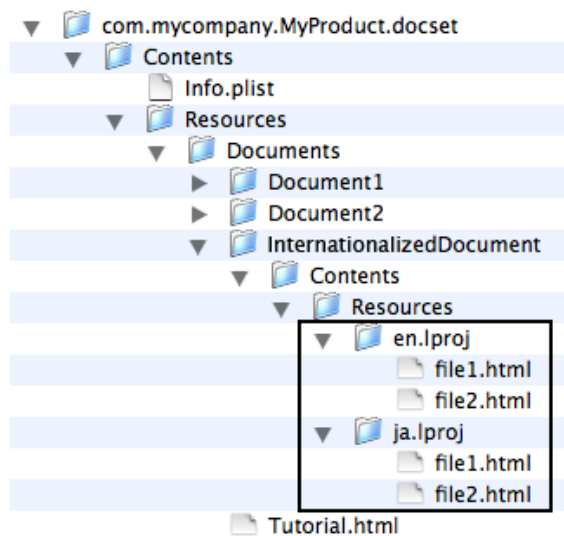 com.mycompany.MyProduct.docset
Contents
Info.plist
Resources
Documents
Document1
Document2
InternationalizedDocument
Contents
Resources
en.lproj
file1.html
file2.html
ja.lproj
file1.html
file2.html
Tutorial.html